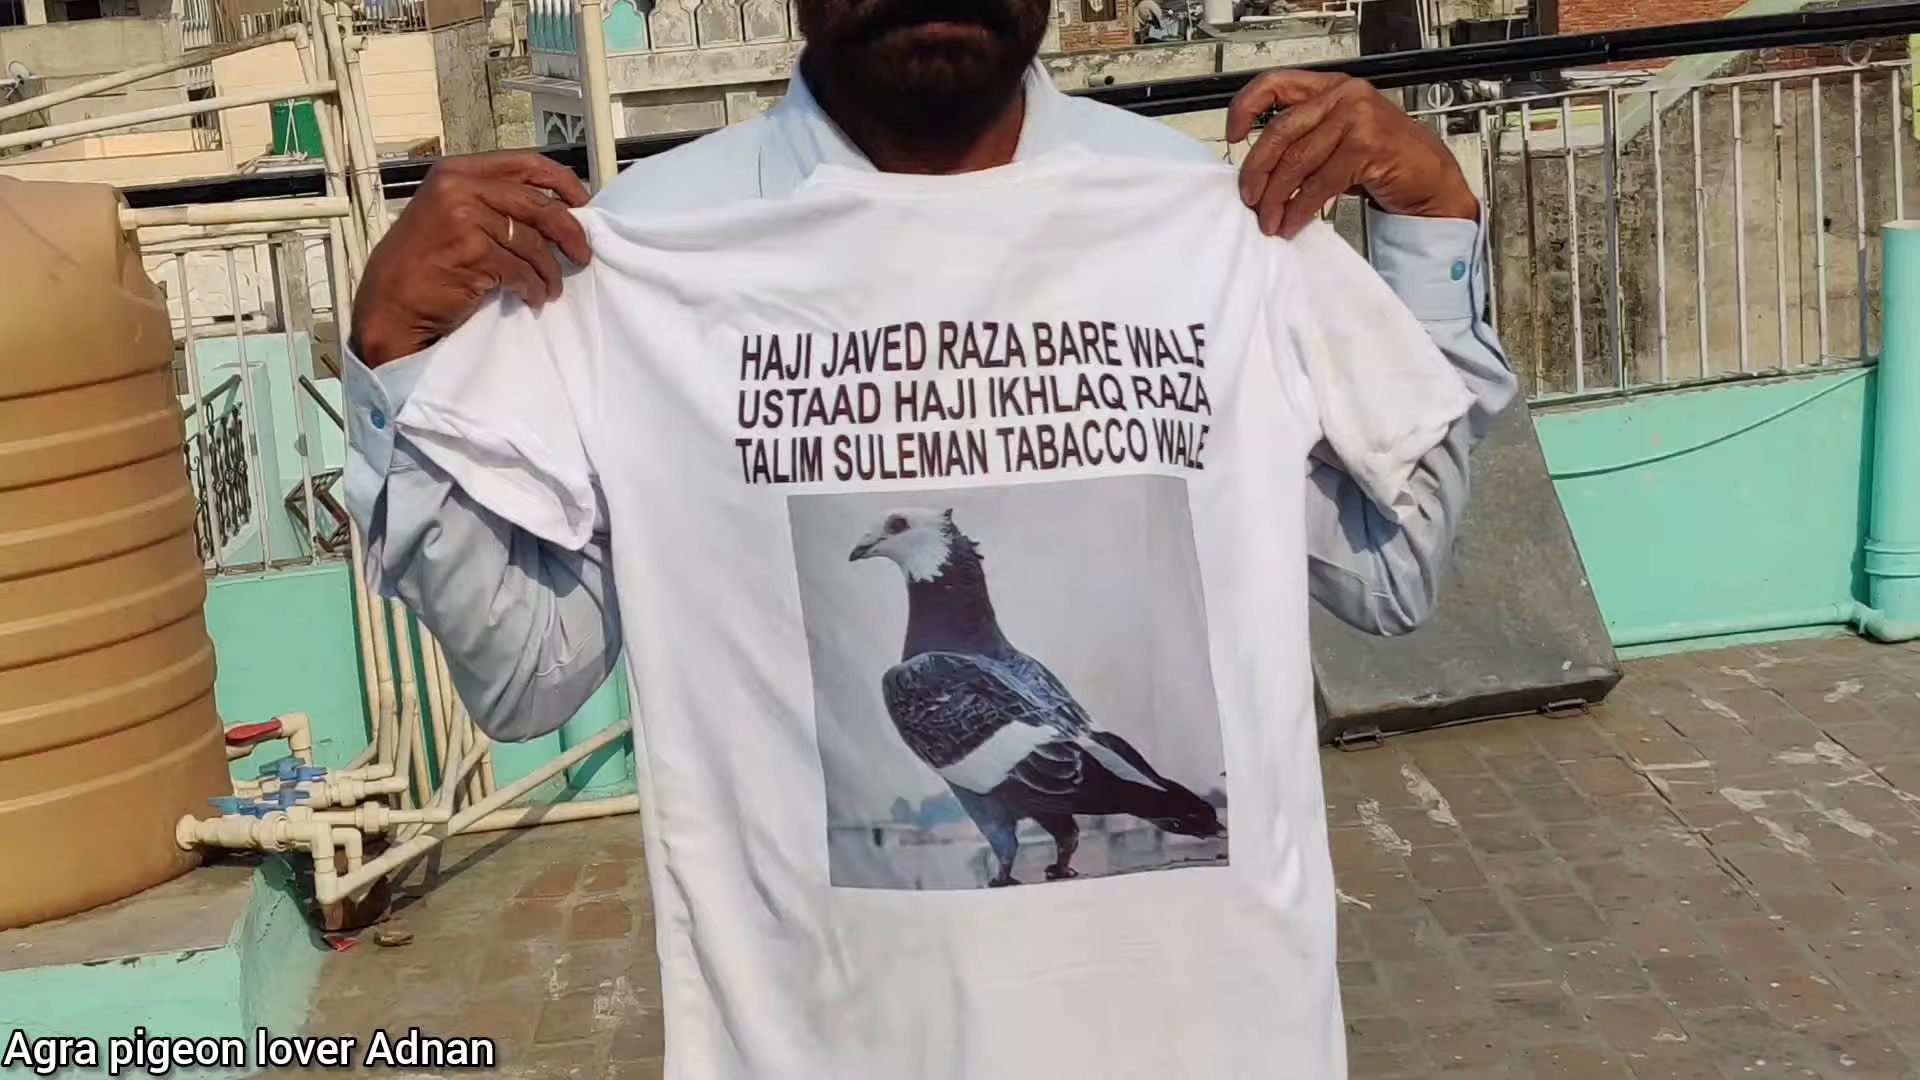 HAJI JAVED RAZA BARE WALE
USTAAD HAJI IKHLAQ RAZA
TALIM SULEMAN TABACCO WALE
Agra pigeon lover Adnan